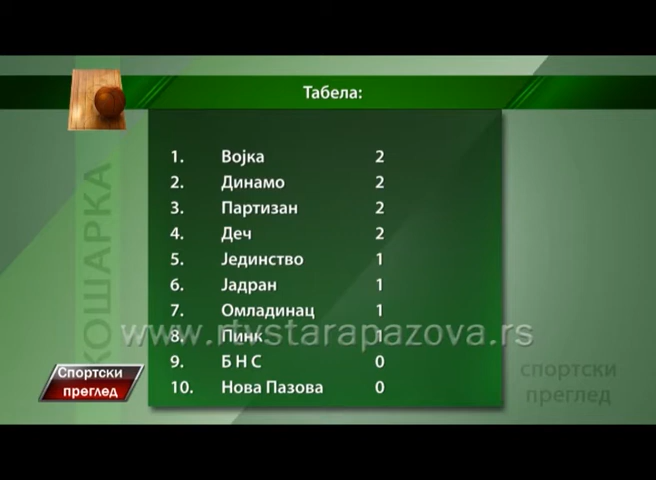 Табела:
КОШАРКА
1. Војка 2
2. Динамо 2
3. Партизан 2
4. Деч 2
5. Јединство 1
6. Јадран 1
7. Омладинац 1
www.rtvstarapazova.rs
8. Пинк 1
9. Б Н С 0
10. Нова Пазова 0
Спортски
преглед
спортски
преглед